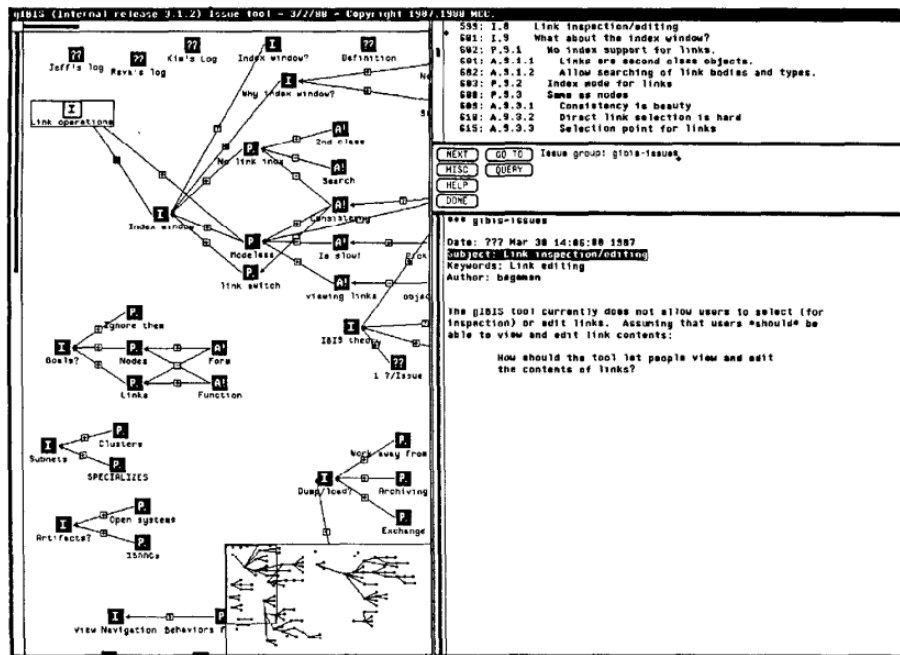 gIBIS (Internal release 3.1.2) Issue tool - 3/2/88 - Copyright 1987,1988 MCC.
Jeff's log
Reva's log
Kim's Log
Index window?
Definition
Why index window?
Link operations
No link inox
2nd class
Search
Index window
Consistency
Modeless
Is slow!
link switch
viewing links
objec
IBIS theory
1 ?/Issue
Ignore them
Goals?
Nodes
Form
Links
Function
Subnets
Clusters
SPECIALIZES
Artifacts?
Open systems
Work away from
Dump/load?
Archiving
Exchange
View Navigation
Behaviors
I.8 Link inspection/editing
601: I.9 What about the index window?
602: P.9.1 No index support for links.
601: A.9.1.1 Links are second class objects.
602: A.9.1.2 Allow searching of link bodies and types.
603: P.9.2 Index mode for links
608: P.9.3 Same as nodes
609: A.9.3.1 Consistency is beauty
610: A.9.3.2 Direct link selection is hard
615: A.9.3.3 Selection point for links
NEXT
GO TO
Issue group: gibis-issues
MISC
QUERY
HELP
DONE
gibis-issues
Date: ??? Mar 30 14:06:00 1987
Subject: Link inspection/editing
Keywords: Link editing
Author: begeman
The gIBIS tool currently does not allow users to select (for
inspection) or edit links. Assuming that users *should* be
able to view and edit link contents:
How should the tool let people view and edit
the contents of links?